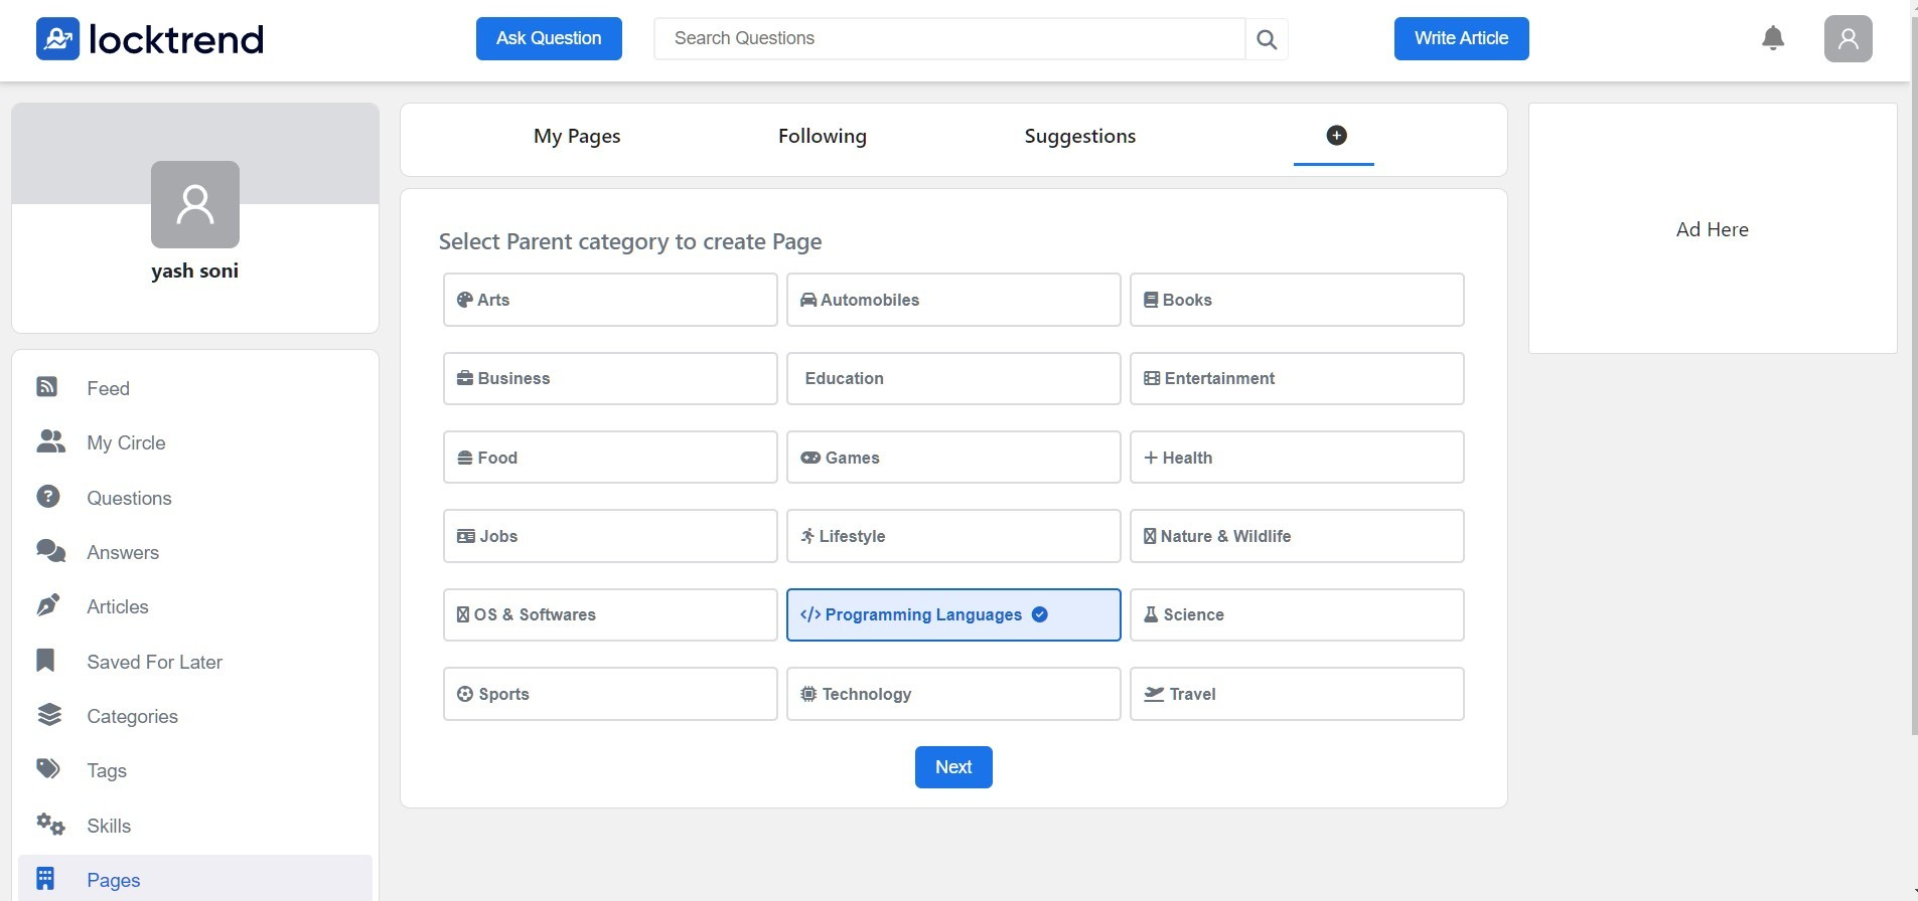 locktrend
Ask Question
Search Questions
Write Article
yash soni
Feed
My Circle
Questions
Answers
Articles
Saved For Later
Categories
Tags
Skills
Pages
My Pages Following Suggestions
Select Parent category to create Page
Arts Automobiles Books
Business Education Entertainment
Food Games Health
Jobs Lifestyle Nature & Wildlife
OS & Softwares </> Programming Languages Science
Sports Technology Travel
Next
Ad Here